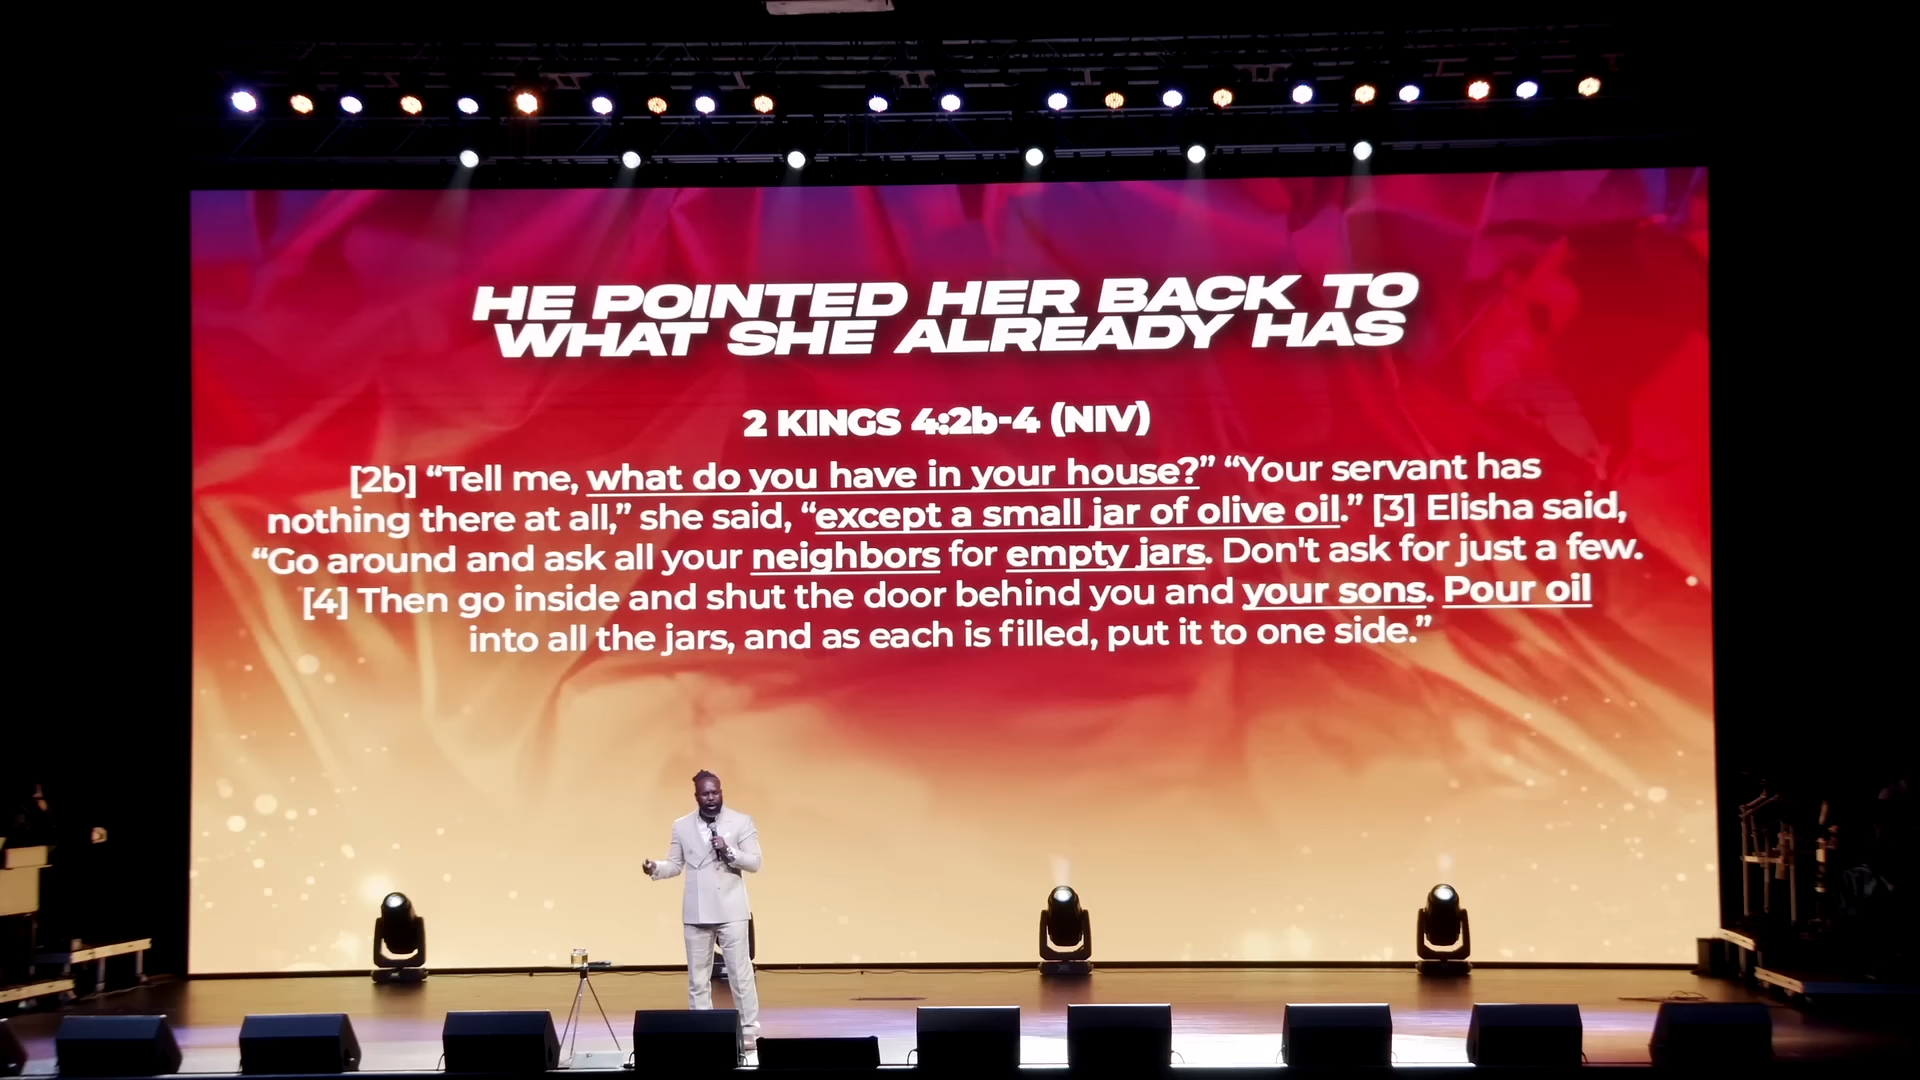 HE POINTED HER BACK TO
WHAT SHE ALREADY HAS
2 KINGS 4:2b-4 (NIV)
[2b] “Tell me, what do you have in your house?” “Your servant has
nothing there at all,” she said, “except a small jar of olive oil.” [3] Elisha said,
“Go around and ask all your neighbors for empty jars. Don't ask for just a few.
[4] Then go inside and shut the door behind you and your sons. Pour oil
into all the jars, and as each is filled, put it to one side.”